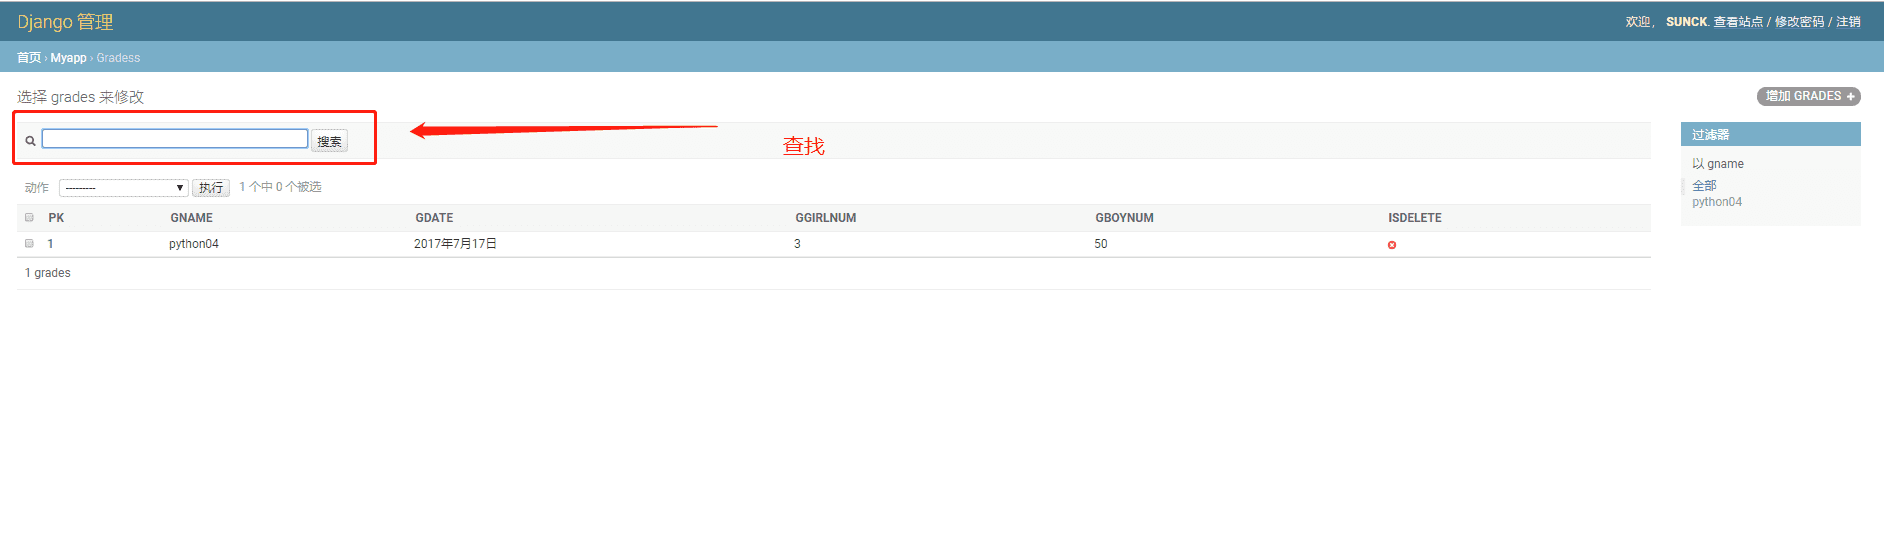 Django 管理
欢迎， SUNCK. 查看站点 / 修改密码 / 注销
首页 › Myapp › Gradess
选择 grades 来修改
增加 GRADES +
搜索
查找
过滤器
以 gname
全部
python04
动作 --------- 执行 1 个中 0 个被选
PK GNAME GDATE GGIRLNUM GBOYNUM ISDELETE
1 python04 2017年7月17日 3 50
1 grades